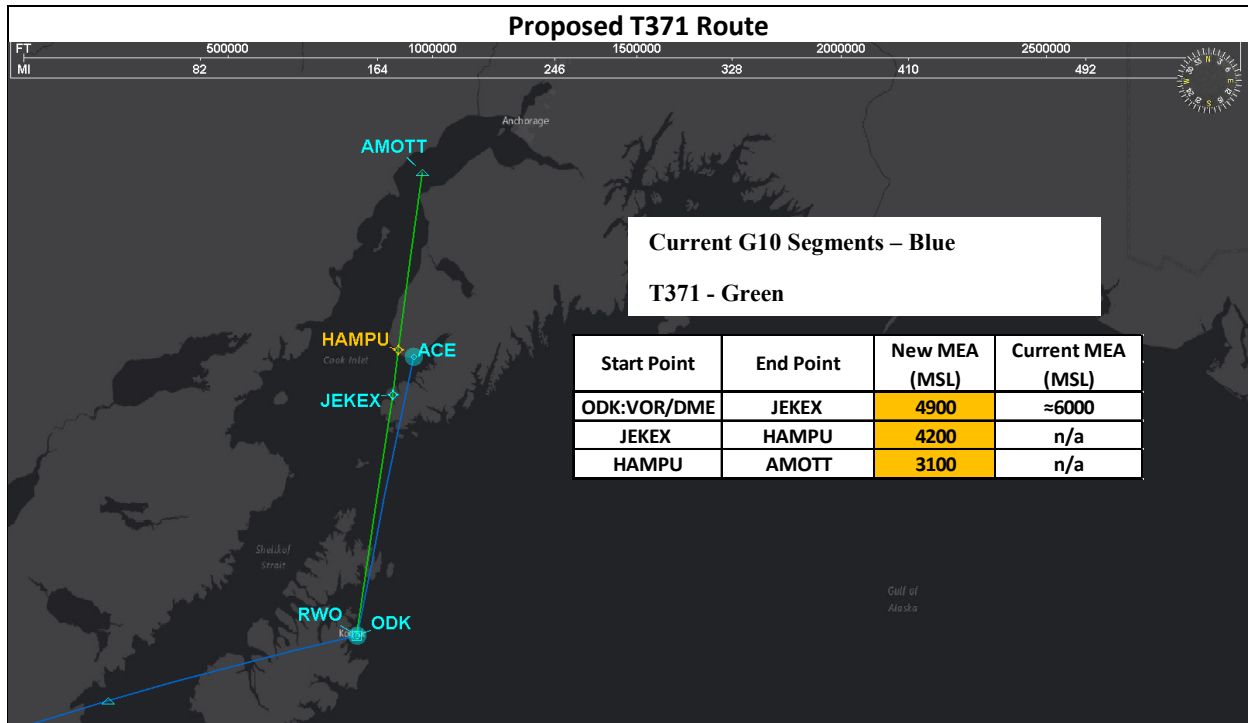 Proposed T371 Route
FT 500000 1000000 1500000 2000000 2500000
MI 82 164 246 328 410 492
N
E
S
W
Anchorage
AMOTT
Current G10 Segments – Blue
T371 - Green
HAMPU
ACE
Cook Inlet
JEKEX
Start Point End Point New MEA (MSL) Current MEA (MSL)
ODK:VOR/DME JEKEX 4900 ≈6000
JEKEX HAMPU 4200 n/a
HAMPU AMOTT 3100 n/a
Shelikof
Strait
Gulf of
Alaska
RWO
ODK